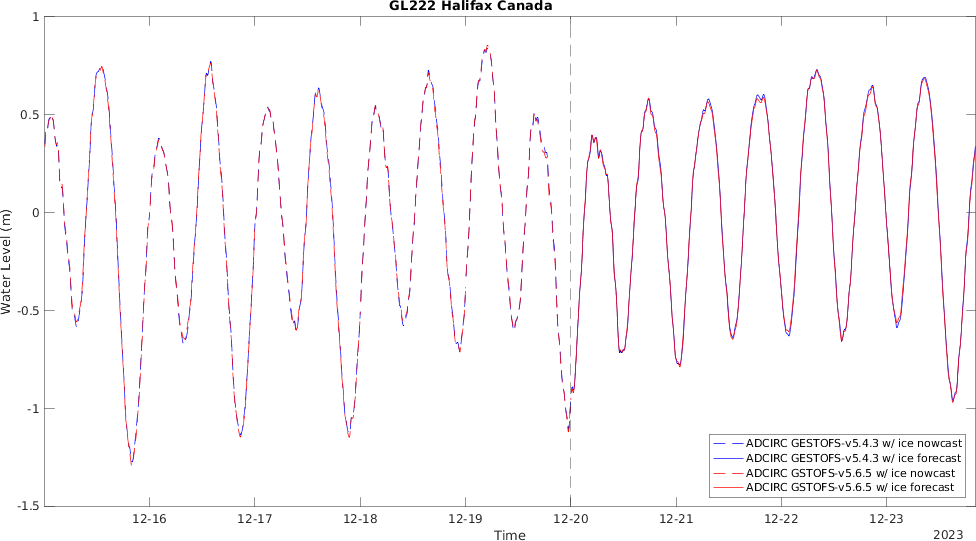 GL222 Halifax Canada
1
0.5
0
-0.5
-1
-1.5
Water Level (m)
ADCIRC GESTOFS-v5.4.3 w/ ice nowcast
ADCIRC GESTOFS-v5.4.3 w/ ice forecast
ADCIRC GSTOFS-v5.6.5 w/ ice nowcast
ADCIRC GSTOFS-v5.6.5 w/ ice forecast
12-16 12-17 12-18 12-19 12-20 12-21 12-22 12-23
Time
2023